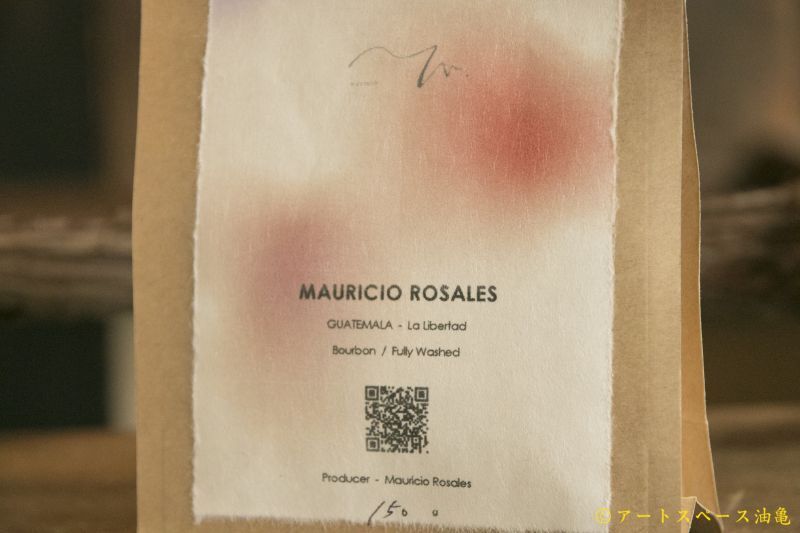 MAURICIO ROSALES
GUATEMALA - La Libertad
Bourbon / Fully Washed
Producer - Mauricio Rosales
150
©アートスペース油亀